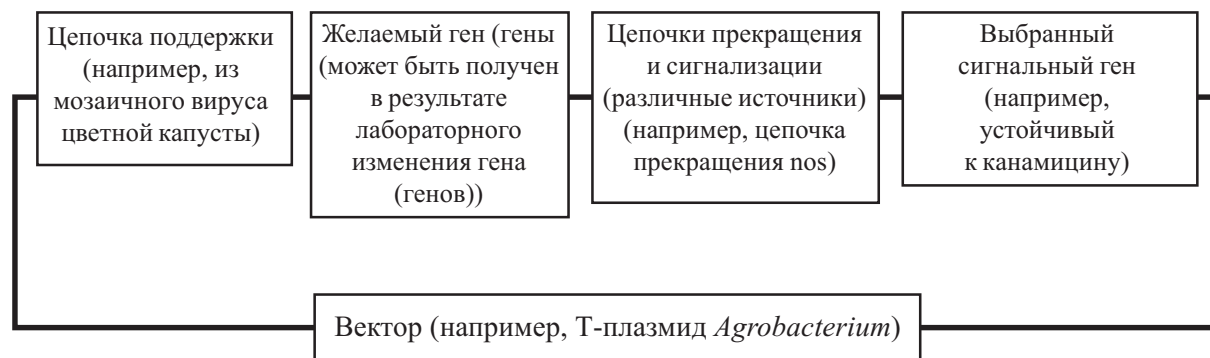 Цепочка поддержки
(например, из
мозаичного вируса
цветной капусты)
Желаемый ген (гены
(может быть получен
в результате
лабораторного
изменения гена
(генов))
Цепочки прекращения
и сигнализации
(различные источники)
(например, цепочка
прекращения nos)
Выбранный
сигнальный ген
(например,
устойчивый
к канамицину)
Вектор (например, Т-плазмид Agrobacterium)